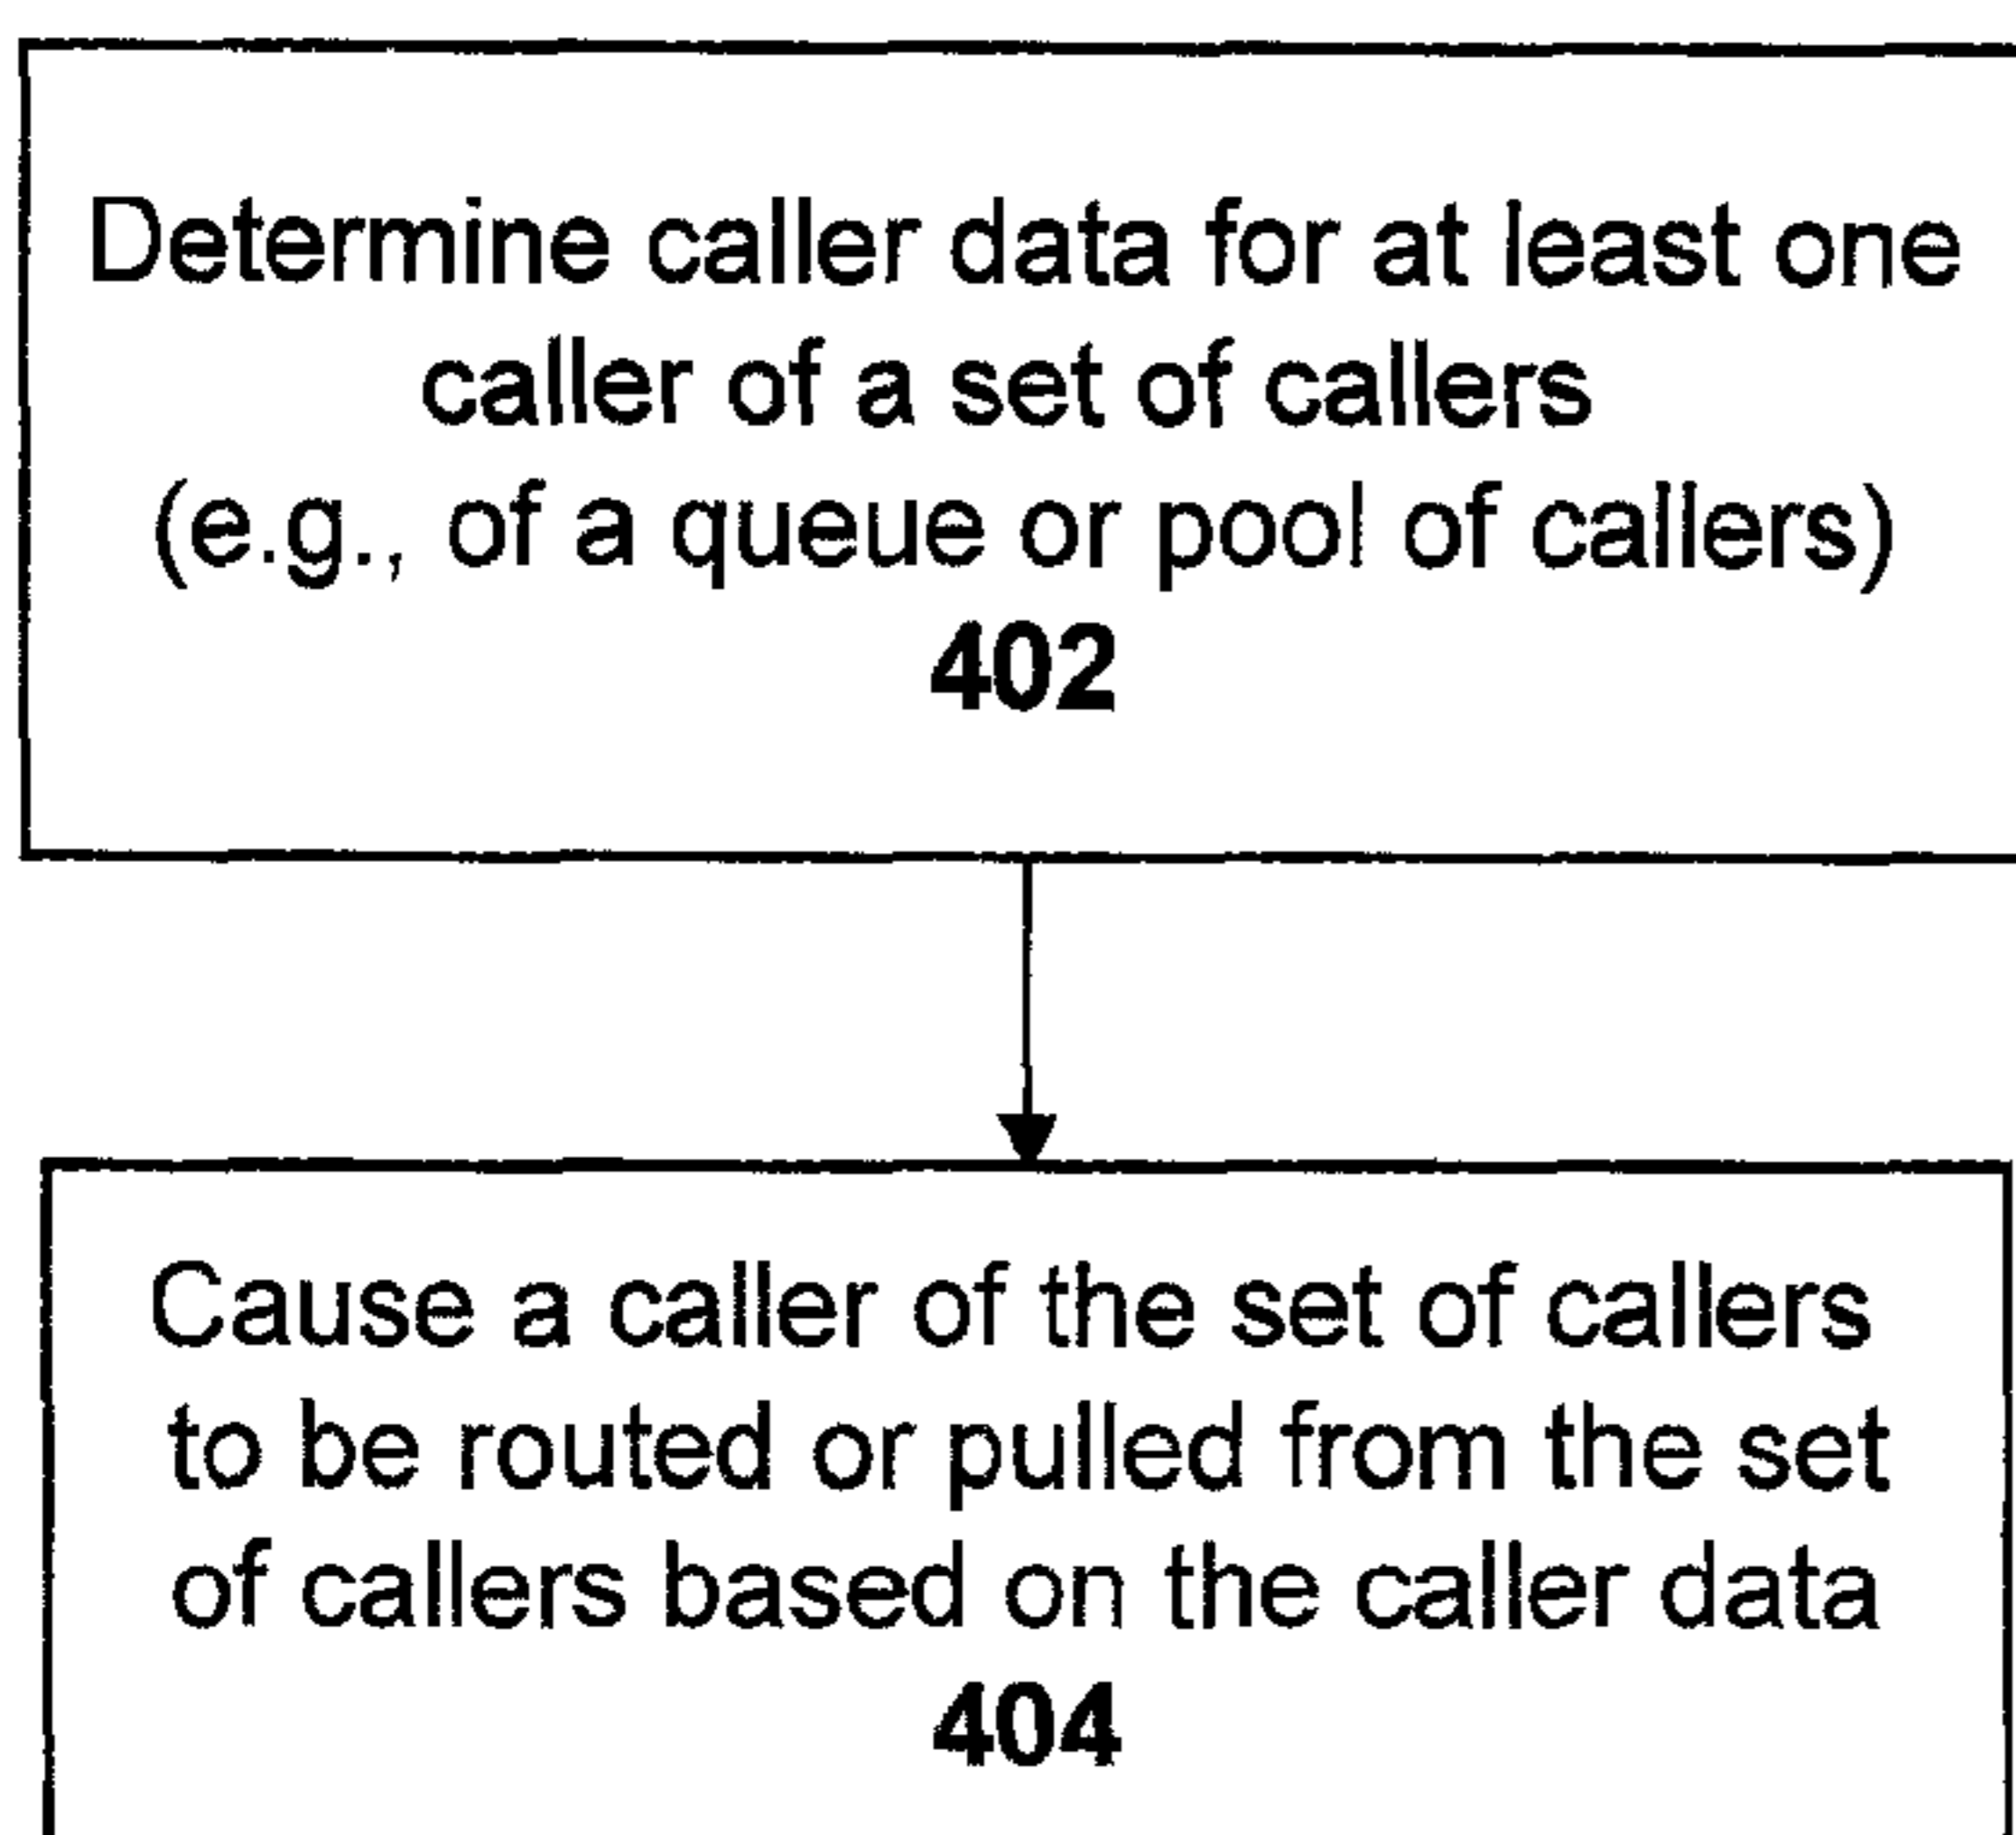 Determine caller data for at least one
caller of a set of callers
(e.g., of a queue or pool of callers)
402
Cause a caller of the set of callers
to be routed or pulled from the set
of callers based on the caller data
404